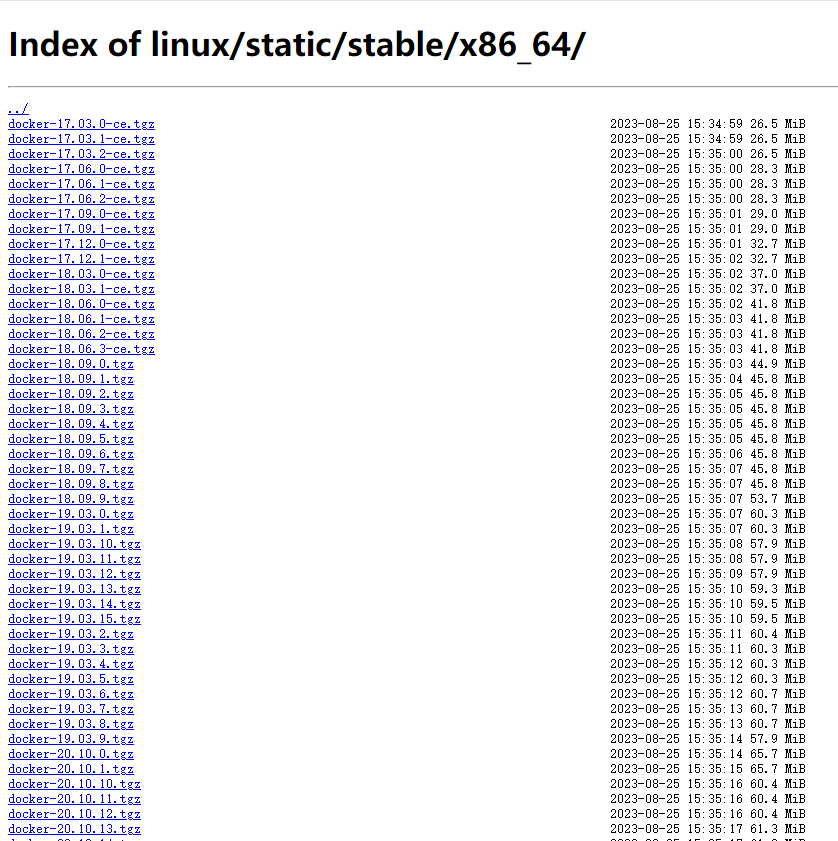 Index of linux/static/stable/x86_64/
../
docker-17.03.0-ce.tgz 2023-08-25 15:34:59 26.5 MiB
docker-17.03.1-ce.tgz 2023-08-25 15:34:59 26.5 MiB
docker-17.03.2-ce.tgz 2023-08-25 15:35:00 26.5 MiB
docker-17.06.0-ce.tgz 2023-08-25 15:35:00 28.3 MiB
docker-17.06.1-ce.tgz 2023-08-25 15:35:00 28.3 MiB
docker-17.06.2-ce.tgz 2023-08-25 15:35:00 28.3 MiB
docker-17.09.0-ce.tgz 2023-08-25 15:35:01 29.0 MiB
docker-17.09.1-ce.tgz 2023-08-25 15:35:01 29.0 MiB
docker-17.12.0-ce.tgz 2023-08-25 15:35:01 32.7 MiB
docker-17.12.1-ce.tgz 2023-08-25 15:35:02 32.7 MiB
docker-18.03.0-ce.tgz 2023-08-25 15:35:02 37.0 MiB
docker-18.03.1-ce.tgz 2023-08-25 15:35:02 37.0 MiB
docker-18.06.0-ce.tgz 2023-08-25 15:35:02 41.8 MiB
docker-18.06.1-ce.tgz 2023-08-25 15:35:03 41.8 MiB
docker-18.06.2-ce.tgz 2023-08-25 15:35:03 41.8 MiB
docker-18.06.3-ce.tgz 2023-08-25 15:35:03 41.8 MiB
docker-18.09.0.tgz 2023-08-25 15:35:03 44.9 MiB
docker-18.09.1.tgz 2023-08-25 15:35:04 45.8 MiB
docker-18.09.2.tgz 2023-08-25 15:35:05 45.8 MiB
docker-18.09.3.tgz 2023-08-25 15:35:05 45.8 MiB
docker-18.09.4.tgz 2023-08-25 15:35:05 45.8 MiB
docker-18.09.5.tgz 2023-08-25 15:35:05 45.8 MiB
docker-18.09.6.tgz 2023-08-25 15:35:06 45.8 MiB
docker-18.09.7.tgz 2023-08-25 15:35:07 45.8 MiB
docker-18.09.8.tgz 2023-08-25 15:35:07 45.8 MiB
docker-18.09.9.tgz 2023-08-25 15:35:07 53.7 MiB
docker-19.03.0.tgz 2023-08-25 15:35:07 60.3 MiB
docker-19.03.1.tgz 2023-08-25 15:35:07 60.3 MiB
docker-19.03.10.tgz 2023-08-25 15:35:08 57.9 MiB
docker-19.03.11.tgz 2023-08-25 15:35:08 57.9 MiB
docker-19.03.12.tgz 2023-08-25 15:35:09 57.9 MiB
docker-19.03.13.tgz 2023-08-25 15:35:10 59.3 MiB
docker-19.03.14.tgz 2023-08-25 15:35:10 59.5 MiB
docker-19.03.15.tgz 2023-08-25 15:35:10 59.5 MiB
docker-19.03.2.tgz 2023-08-25 15:35:11 60.4 MiB
docker-19.03.3.tgz 2023-08-25 15:35:11 60.3 MiB
docker-19.03.4.tgz 2023-08-25 15:35:12 60.3 MiB
docker-19.03.5.tgz 2023-08-25 15:35:12 60.3 MiB
docker-19.03.6.tgz 2023-08-25 15:35:12 60.7 MiB
docker-19.03.7.tgz 2023-08-25 15:35:13 60.7 MiB
docker-19.03.8.tgz 2023-08-25 15:35:13 60.7 MiB
docker-19.03.9.tgz 2023-08-25 15:35:14 57.9 MiB
docker-20.10.0.tgz 2023-08-25 15:35:14 65.7 MiB
docker-20.10.1.tgz 2023-08-25 15:35:15 65.7 MiB
docker-20.10.10.tgz 2023-08-25 15:35:16 60.4 MiB
docker-20.10.11.tgz 2023-08-25 15:35:16 60.4 MiB
docker-20.10.12.tgz 2023-08-25 15:35:16 60.4 MiB
docker-20.10.13.tgz 2023-08-25 15:35:17 61.3 MiB